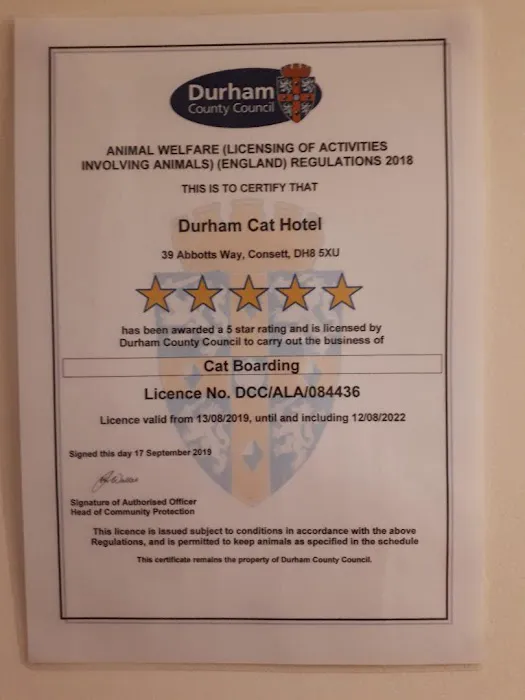 Durham
County Council
ANIMAL WELFARE (LICENSING OF ACTIVITIES
INVOLVING ANIMALS) (ENGLAND) REGULATIONS 2018
THIS IS TO CERTIFY THAT
Durham Cat Hotel
39 Abbotts Way, Consett, DH8 5XU
has been awarded a 5 star rating and is licensed by
Durham County Council to carry out the business of
Cat Boarding
Licence No. DCC/ALA/084436
Licence valid from 13/08/2019, until and including 12/08/2022
Signed this day 17 September 2019
Signature of Authorised Officer
Head of Community Protection
This licence is issued subject to conditions in accordance with the above
Regulations, and is permitted to keep animals as specified in the schedule
This certificate remains the property of Durham County Council.